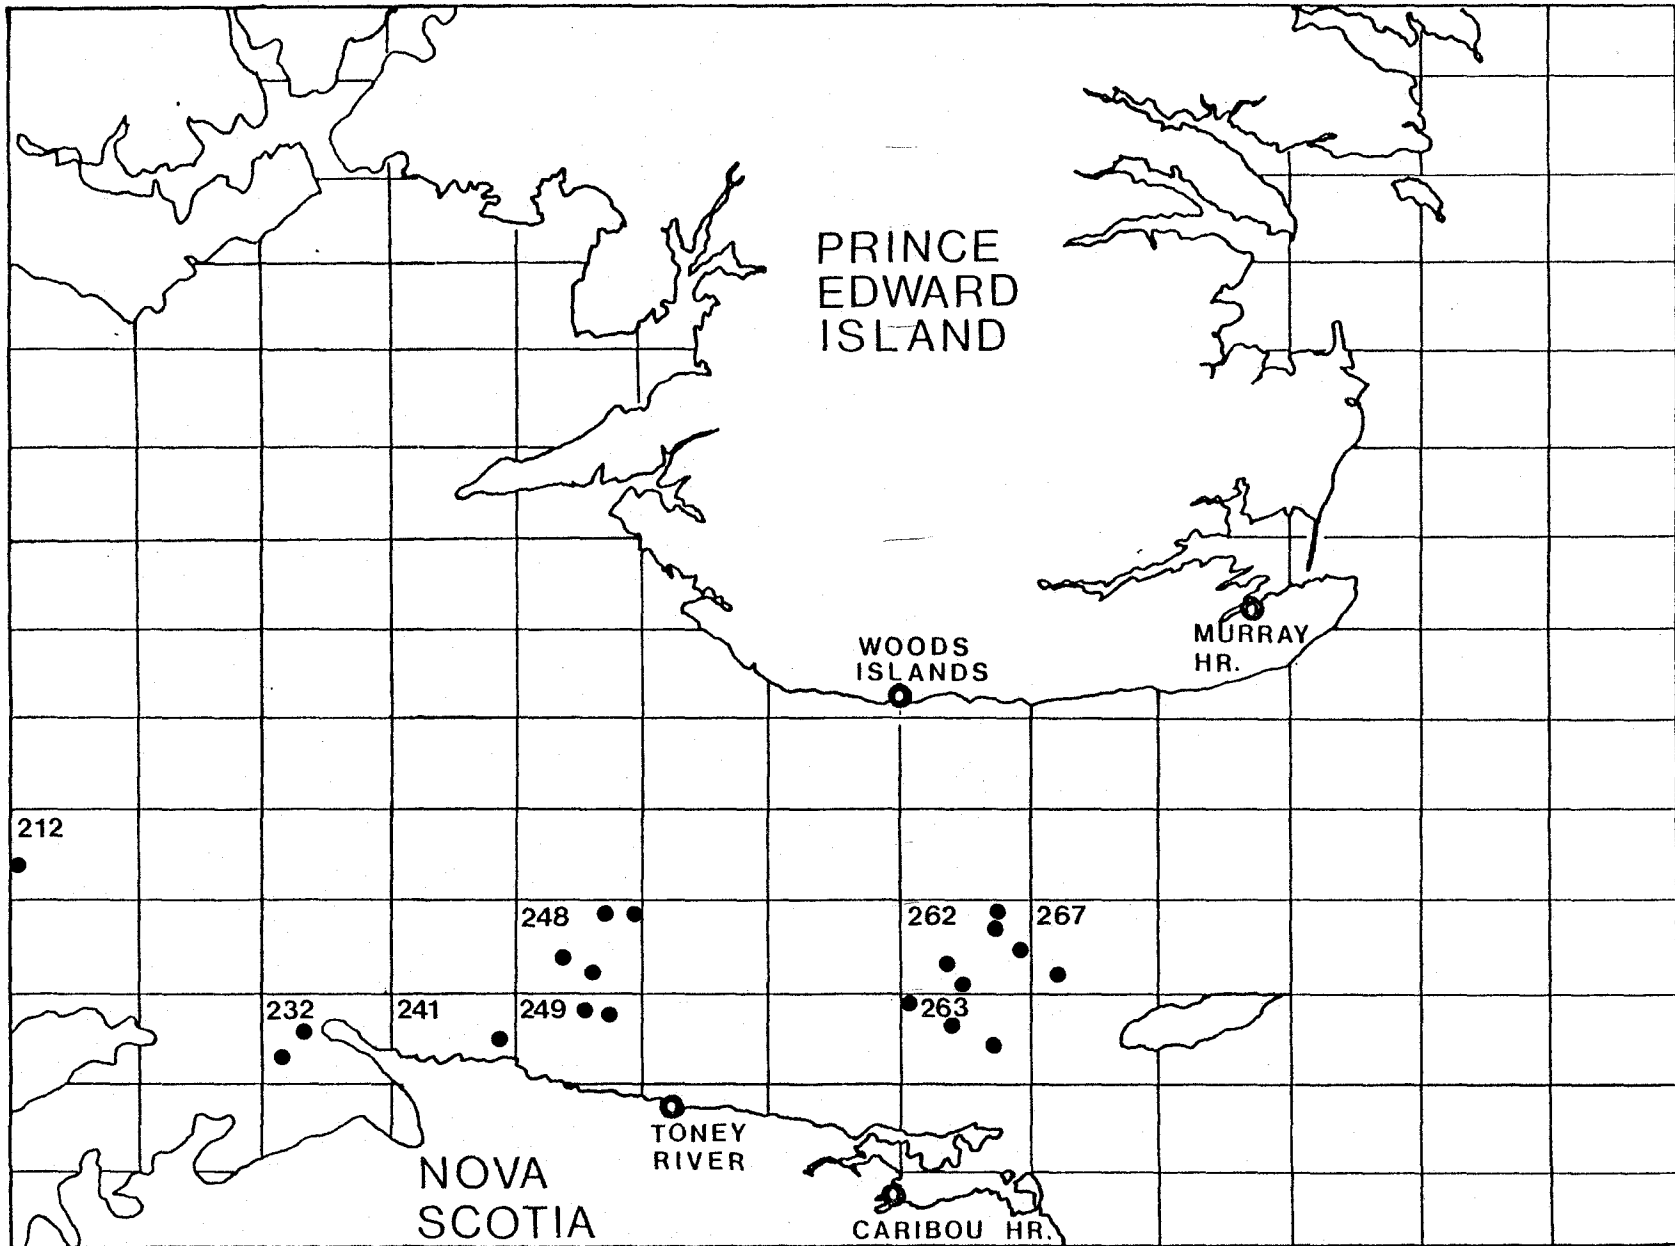 PRINCE
EDWARD
ISLAND
WOODS
ISLANDS
MURRAY
HR.
212
248
262
267
232
241
249
263
TONEY
RIVER
NOVA
SCOTIA
CARIBOU HR.